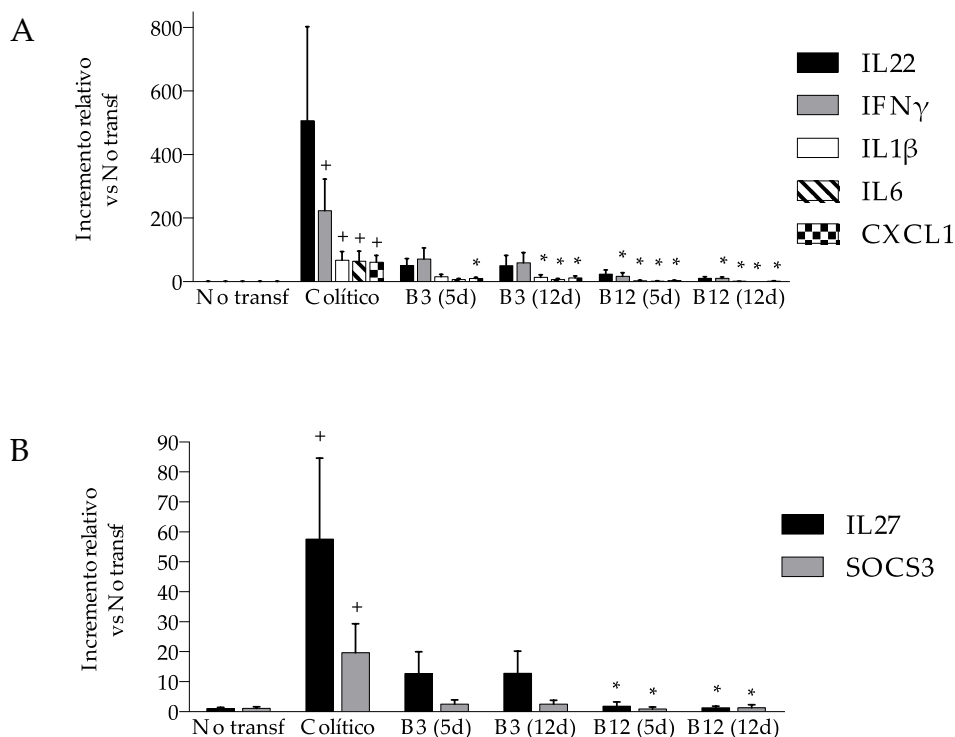 A
Incremento relativo
vs No transf
800
600
400
200
0
+
+
+
+
*
*
*
*
*
*
*
*
*
*
*
*
No transf
Colítico
B3 (5d)
B3 (12d)
B12 (5d)
B12 (12d)
IL22
IFNγ
IL1β
IL6
CXCL1
B
Incremento relativo
vs No transf
90
80
70
60
50
40
30
20
10
0
+
+
*
*
*
*
No transf
Colítico
B3 (5d)
B3 (12d)
B12 (5d)
B12 (12d)
IL27
SOCS3